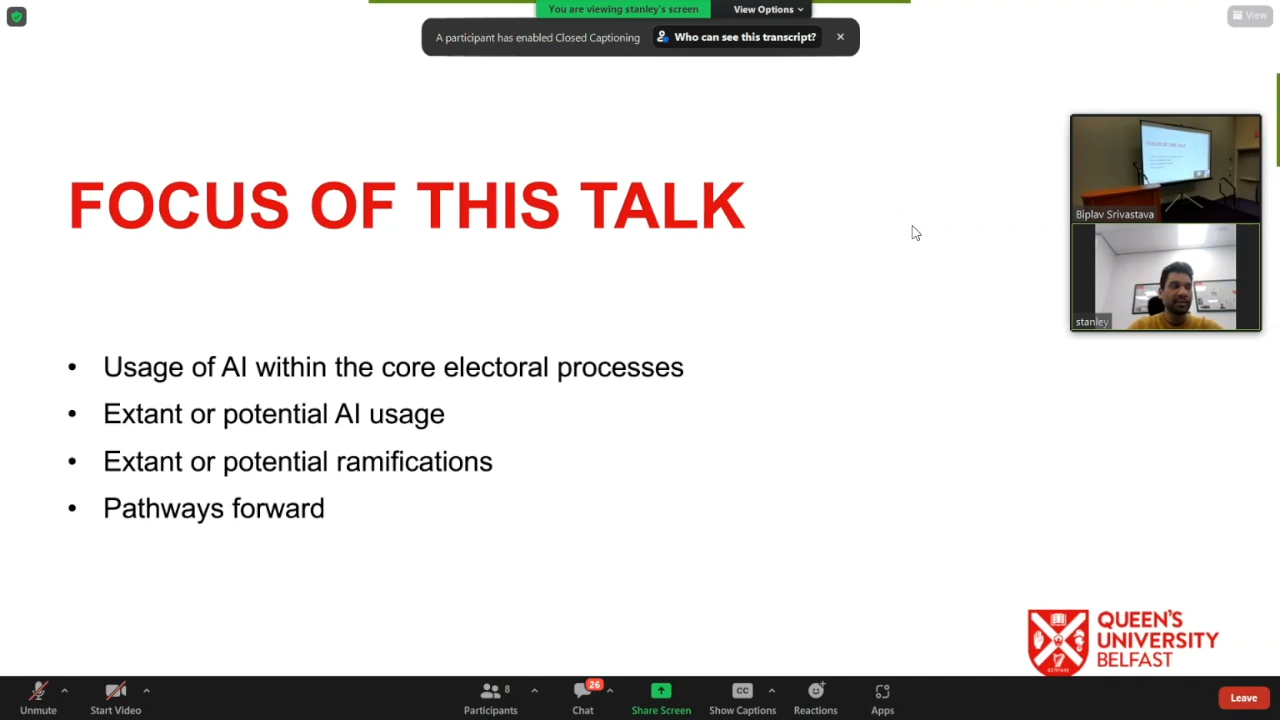 You are viewing stanley's screen
View Options
View
A participant has enabled Closed Captioning
Who can see this transcript?
FOCUS OF THIS TALK
Biplav Srivastava
stanley
• Usage of AI within the core electoral processes
• Extant or potential AI usage
• Extant or potential ramifications
• Pathways forward
QUEEN'S
UNIVERSITY
BELFAST
Unmute
Start Video
8
Participants
26
Chat
Share Screen
CC
Show Captions
Reactions
Apps
Leave